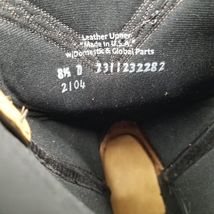 Leather Upper
"Made in U.S.A."
w/Domestic & Global Parts
8½ D 2311232282
2104